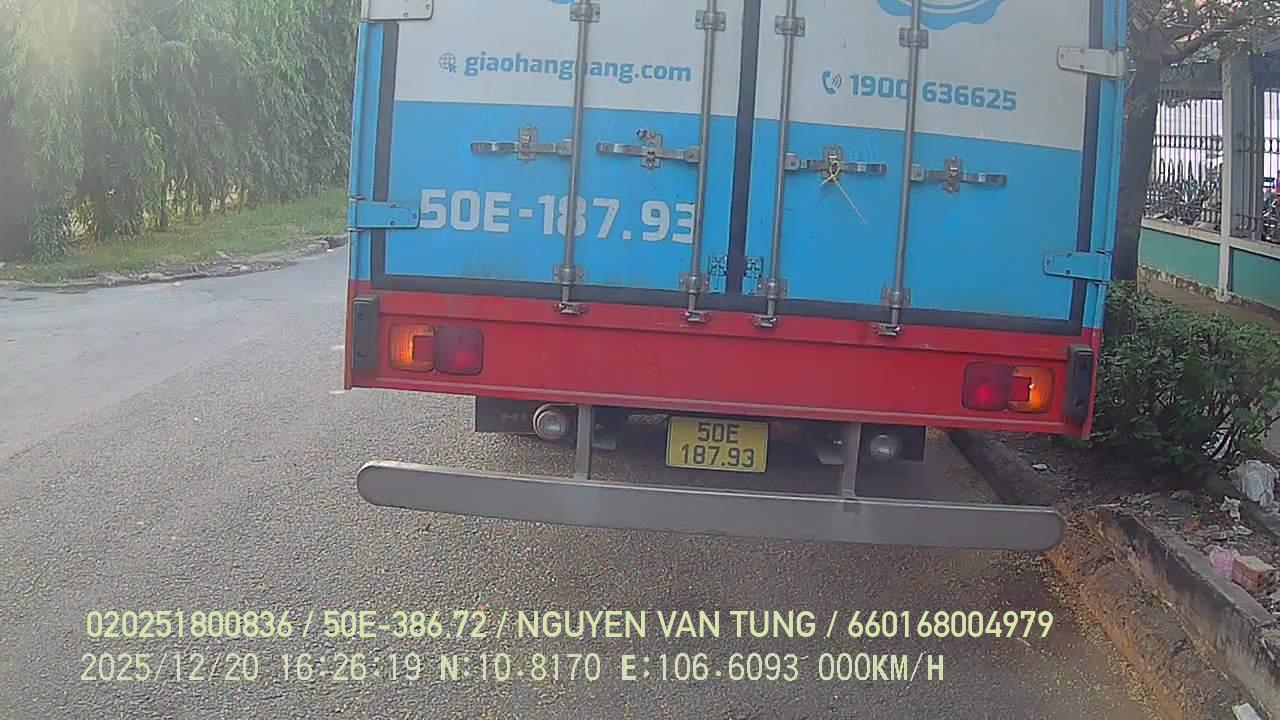 giaohangnang.com
1900 636625
50E-187.93
50E
187.93
020251800836 / 50E-386.72 / NGUYEN VAN TUNG / 660168004979
2025/12/20 16:26:19 N:10.8170 E:106.6093 000KM/H